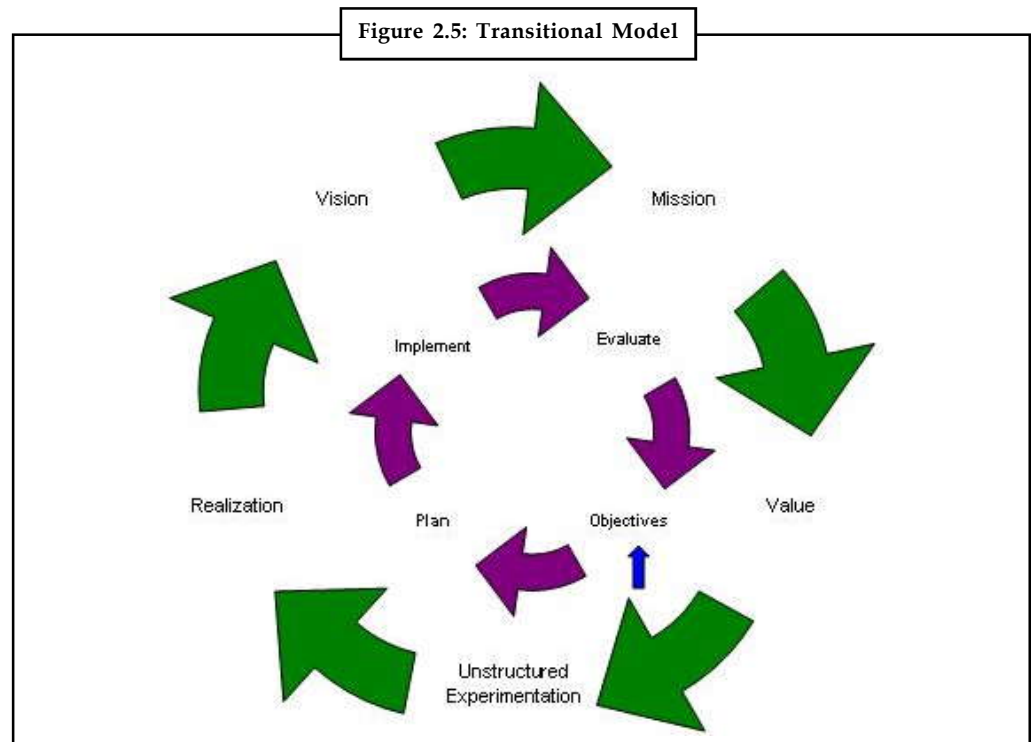 Figure 2.5: Transitional Model
Vision
Mission
Implement
Evaluate
Realization
Plan
Objectives
Value
Unstructured
Experimentation